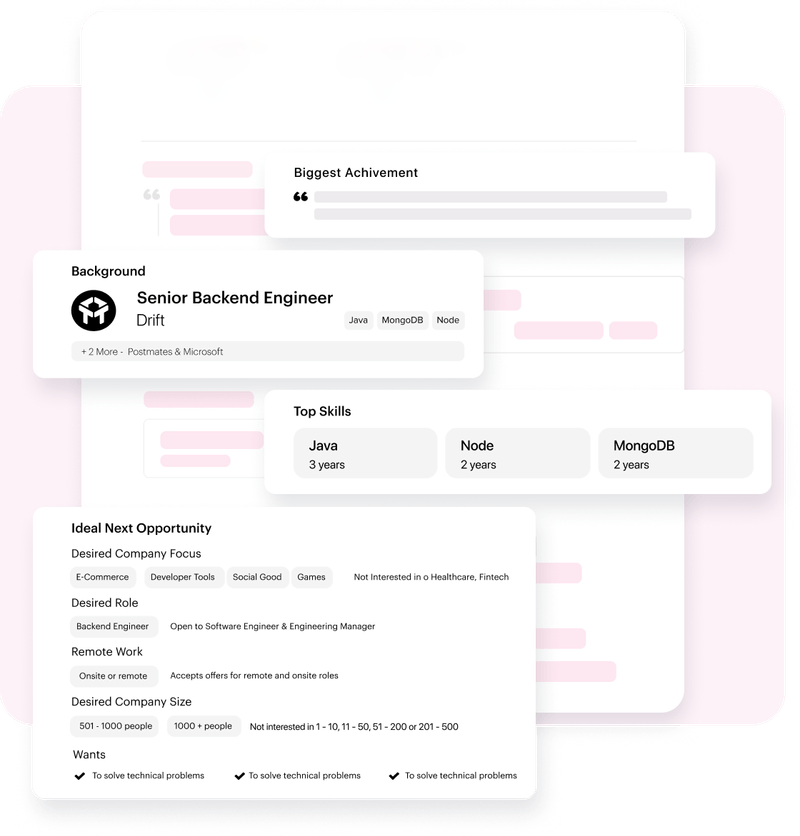 Biggest Achivement
Background
Senior Backend Engineer
Drift
Java MongoDB Node
+ 2 More - Postmates & Microsoft
Top Skills
Java Node MongoDB
3 years 2 years 2 years
Ideal Next Opportunity
Desired Company Focus
E-Commerce Developer Tools Social Good Games Not Interested in o Healthcare, Fintech
Desired Role
Backend Engineer Open to Software Engineer & Engineering Manager
Remote Work
Onsite or remote Accepts offers for remote and onsite roles
Desired Company Size
501 - 1000 people 1000 + people Not interested in 1 - 10, 11 - 50, 51 - 200 or 201 - 500
Wants
To solve technical problems To solve technical problems To solve technical problems